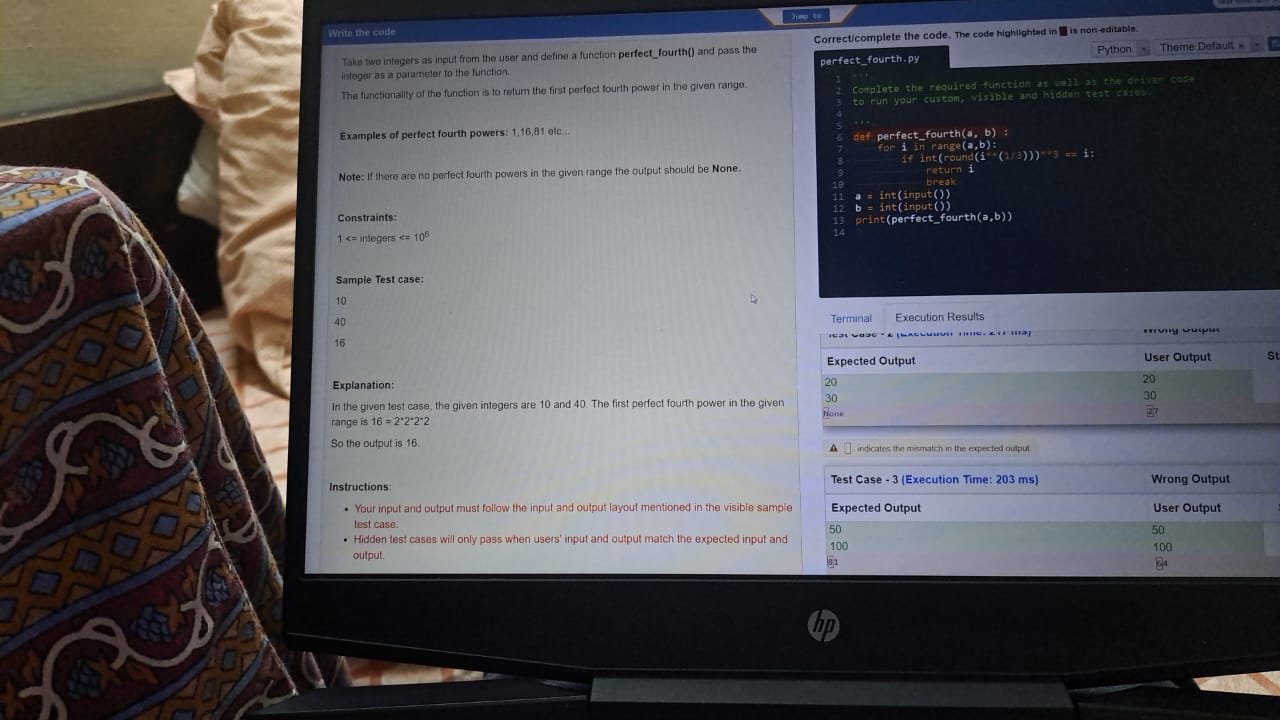 Write the code
Jump to
Take two integers as input from the user and define a function perfect_fourth() and pass the
integer as a parameter to the function.
The functionality of the function is to return the first perfect fourth power in the given range.
Examples of perfect fourth powers: 1,16,81 etc...
Note: If there are no perfect fourth powers in the given range the output should be None.
Constraints:
1 <= integers <= 10⁶
Sample Test case:
10
40
16
Explanation:
In the given test case, the given integers are 10 and 40. The first perfect fourth power in the given
range is 16 = 2*2*2*2
So the output is 16.
Instructions:
• Your input and output must follow the input and output layout mentioned in the visible sample
test case.
• Hidden test cases will only pass when users' input and output match the expected input and
output.
Correct/complete the code. The code highlighted in is non-editable.
Python
Theme:Default
perfect_fourth.py
1 '''
2 Complete the required function as well as the driver code
3 to run your custom, visible and hidden test cases.
4
5 '''
6 def perfect_fourth(a, b) :
7 for i in range(a,b):
8 if int(round(i**(1/3)))**3 == i:
9 return i
10 break
11 a = int(input())
12 b = int(input())
13 print(perfect_fourth(a,b))
14
Terminal Execution Results
Test Case - 2 (Execution Time: 211 ms) Wrong Output
Expected Output User Output St
20 20
30 30
None 27
indicates the mismatch in the expected output
Test Case - 3 (Execution Time: 203 ms) Wrong Output
Expected Output User Output
50 50
100 100
81 64
hp